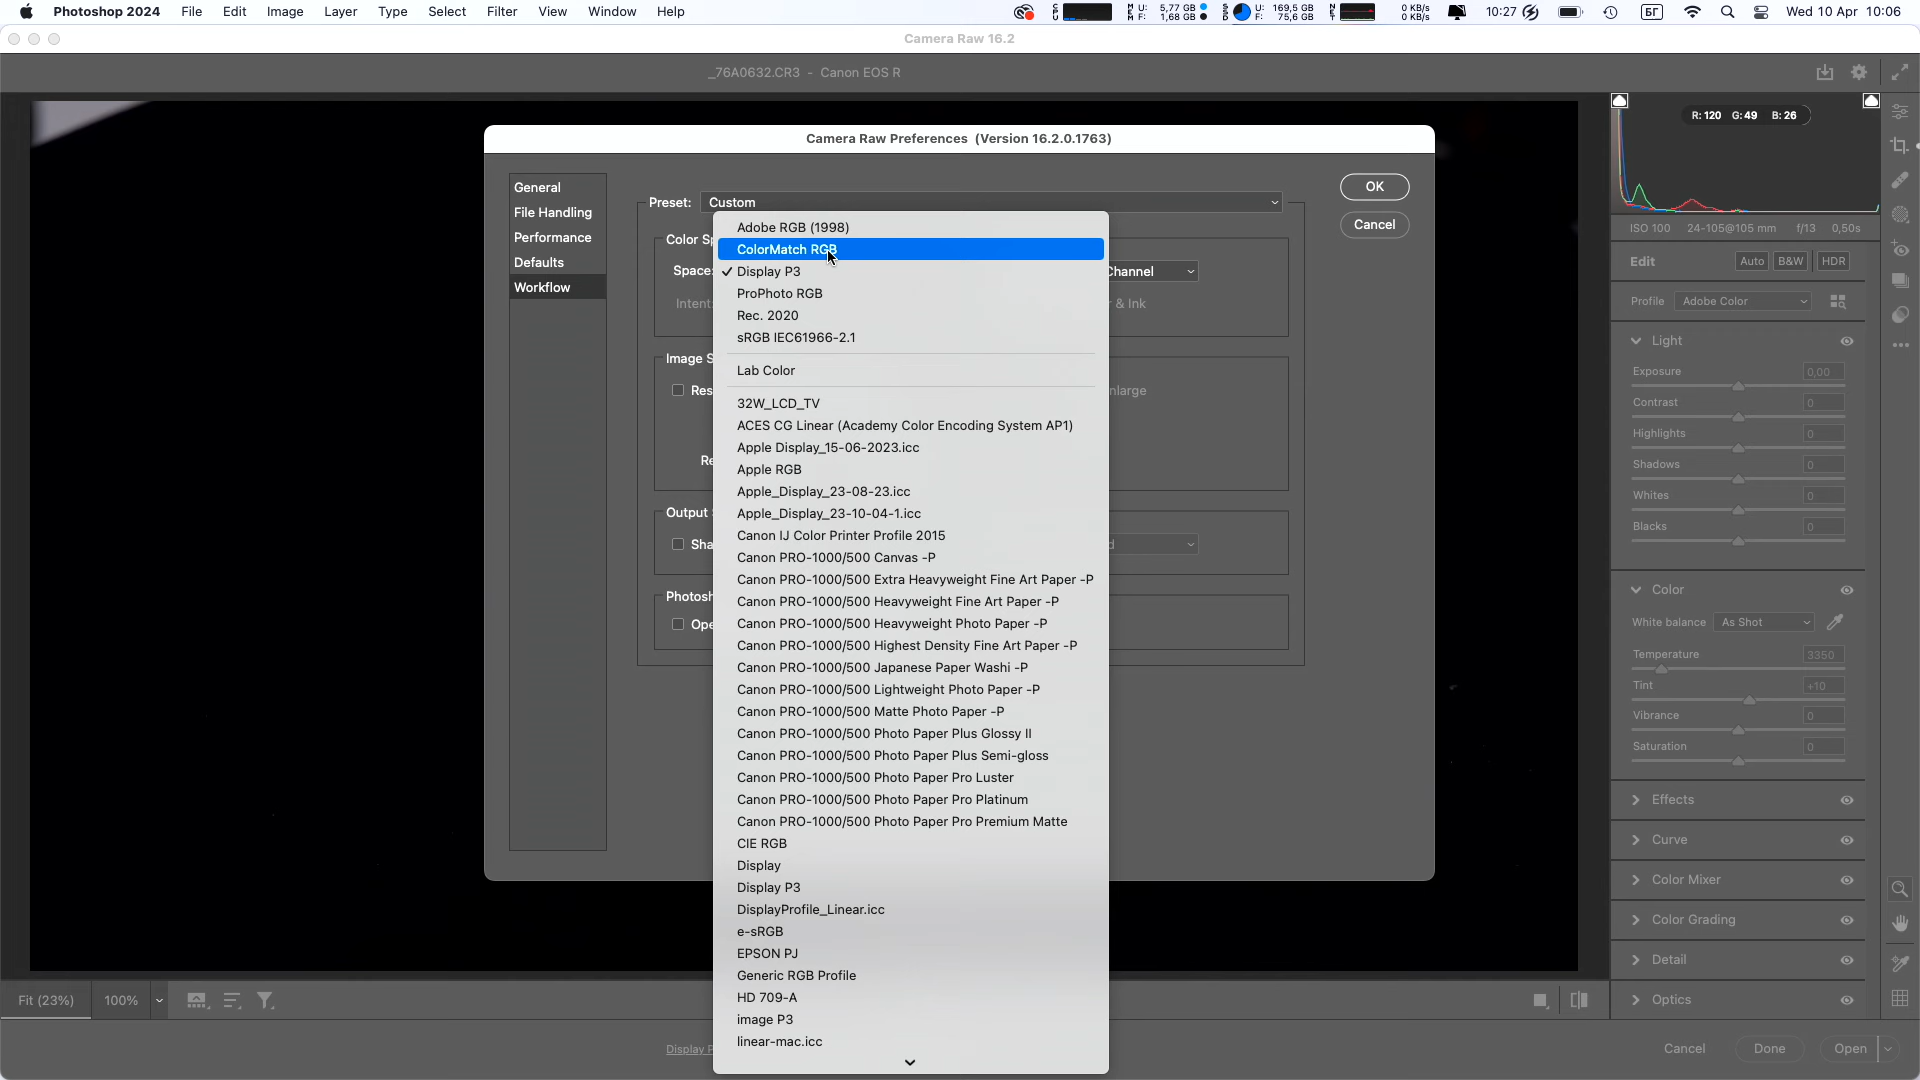 Photoshop 2024 File Edit Image Layer Type Select Filter View Window Help
U: 5,77 GB F: 1,68 GB U: 169,5 GB F: 75,6 GB 0 KB/s 0 KB/s 10:27 БГ Wed 10 Apr 10:06
Camera Raw 16.2
_76A0632.CR3 - Canon EOS R
R: 120 G: 49 B: 26
ISO 100 24-105@105 mm f/13 0,50s
Camera Raw Preferences (Version 16.2.0.1763)
General
File Handling
Performance
Defaults
Workflow
Preset: Custom
OK
Cancel
Color Sp
Space:
Channel
Intent:
& Ink
Image S
Res
nlarge
Re
Output
Sha
d
Photosh
Ope
Adobe RGB (1998)
ColorMatch RGB
✓ Display P3
ProPhoto RGB
Rec. 2020
sRGB IEC61966-2.1
Lab Color
32W_LCD_TV
ACES CG Linear (Academy Color Encoding System AP1)
Apple Display_15-06-2023.icc
Apple RGB
Apple_Display_23-08-23.icc
Apple_Display_23-10-04-1.icc
Canon IJ Color Printer Profile 2015
Canon PRO-1000/500 Canvas -P
Canon PRO-1000/500 Extra Heavyweight Fine Art Paper -P
Canon PRO-1000/500 Heavyweight Fine Art Paper -P
Canon PRO-1000/500 Heavyweight Photo Paper -P
Canon PRO-1000/500 Highest Density Fine Art Paper -P
Canon PRO-1000/500 Japanese Paper Washi -P
Canon PRO-1000/500 Lightweight Photo Paper -P
Canon PRO-1000/500 Matte Photo Paper -P
Canon PRO-1000/500 Photo Paper Plus Glossy II
Canon PRO-1000/500 Photo Paper Plus Semi-gloss
Canon PRO-1000/500 Photo Paper Pro Luster
Canon PRO-1000/500 Photo Paper Pro Platinum
Canon PRO-1000/500 Photo Paper Pro Premium Matte
CIE RGB
Display
Display P3
DisplayProfile_Linear.icc
e-sRGB
EPSON PJ
Generic RGB Profile
HD 709-A
image P3
linear-mac.icc
Edit Auto B&W HDR
Profile Adobe Color
Light
Exposure 0,00
Contrast 0
Highlights 0
Shadows 0
Whites 0
Blacks 0
Color
White balance As Shot
Temperature 3350
Tint +10
Vibrance 0
Saturation 0
Effects
Curve
Color Mixer
Color Grading
Detail
Optics
Fit (23%) 100%
Display P
Cancel Done Open